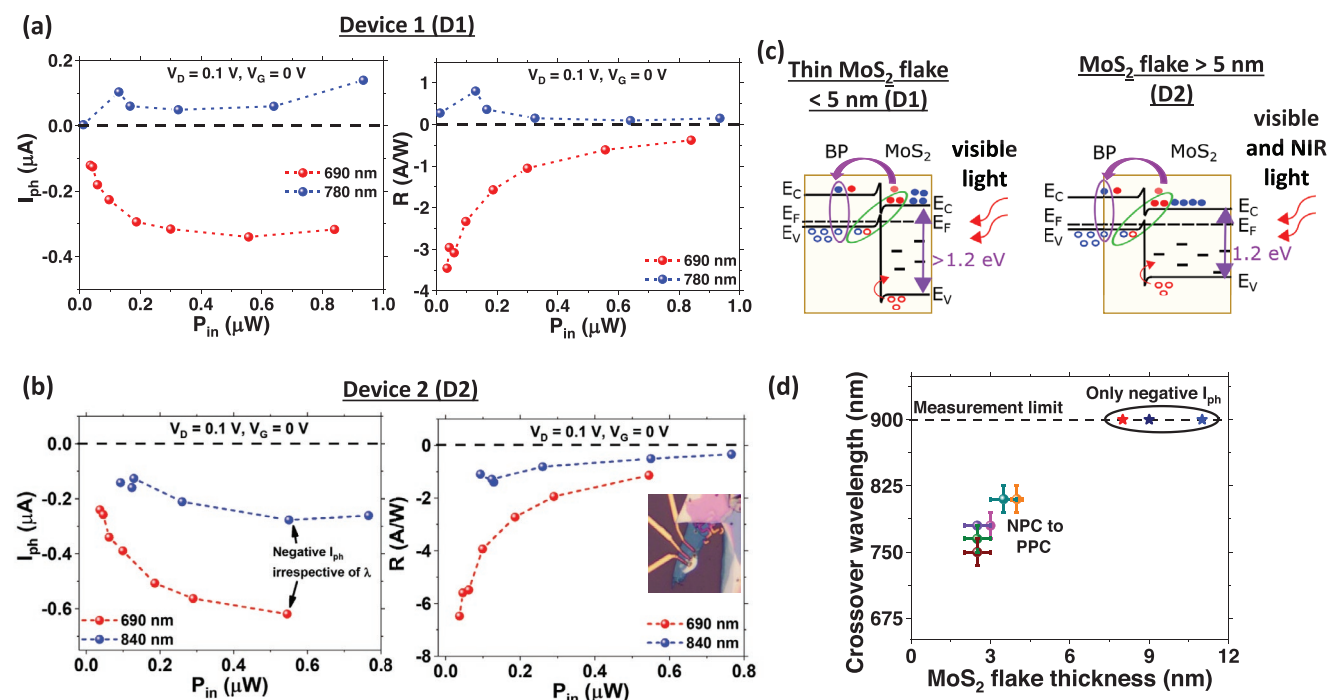 (a)
Device 1 (D1)
V_D = 0.1 V, V_G = 0 V
I_ph (μA)
0.2
0.0
-0.2
-0.4
690 nm
780 nm
0.0 0.2 0.4 0.6 0.8 1.0
P_in (μW)
V_D = 0.1 V, V_G = 0 V
R (A/W)
1
0
-1
-2
-3
-4
690 nm
780 nm
0.0 0.2 0.4 0.6 0.8 1.0
P_in (μW)
(b)
Device 2 (D2)
V_D = 0.1 V, V_G = 0 V
I_ph (μA)
0.0
-0.2
-0.4
-0.6
Negative I_ph
irrespective of λ
690 nm
840 nm
0.0 0.2 0.4 0.6 0.8
P_in (μW)
V_D = 0.1 V, V_G = 0 V
R (A/W)
0
-2
-4
-6
-8
690 nm
840 nm
0.0 0.2 0.4 0.6 0.8
P_in (μW)
(c)
Thin MoS₂ flake
< 5 nm (D1)
BP MoS₂
visible
light
E_C
E_F
E_V
E_C
E_F
>1.2 eV
E_V
MoS₂ flake > 5 nm
(D2)
BP MoS₂
visible
and NIR
light
E_C
E_F
E_V
E_C
E_F
1.2 eV
E_V
(d)
Crossover wavelength (nm)
900
825
750
675
Measurement limit
Only negative I_ph
NPC to
PPC
0 3 6 9 12
MoS₂ flake thickness (nm)